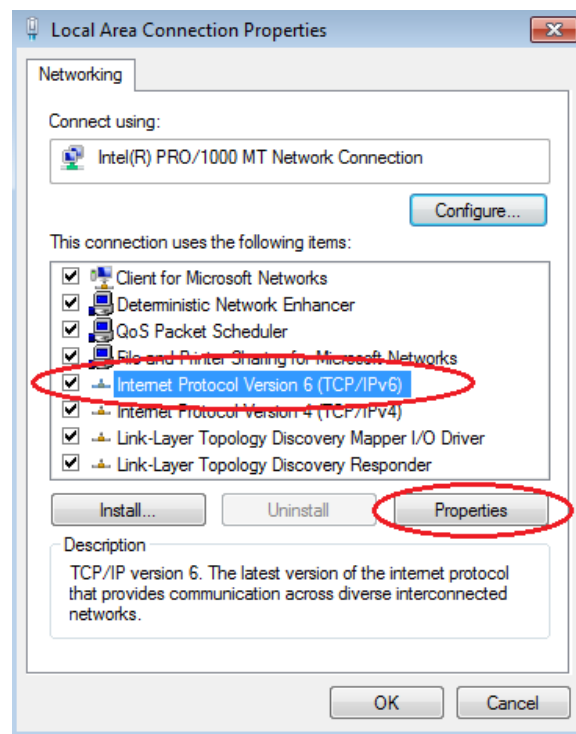 Local Area Connection Properties
Networking
Connect using:
Intel(R) PRO/1000 MT Network Connection
Configure...
This connection uses the following items:
Client for Microsoft Networks
Deterministic Network Enhancer
QoS Packet Scheduler
File and Printer Sharing for Microsoft Networks
Internet Protocol Version 6 (TCP/IPv6)
Internet Protocol Version 4 (TCP/IPv4)
Link-Layer Topology Discovery Mapper I/O Driver
Link-Layer Topology Discovery Responder
Install... Uninstall Properties
Description
TCP/IP version 6. The latest version of the internet protocol
that provides communication across diverse interconnected
networks.
OK Cancel